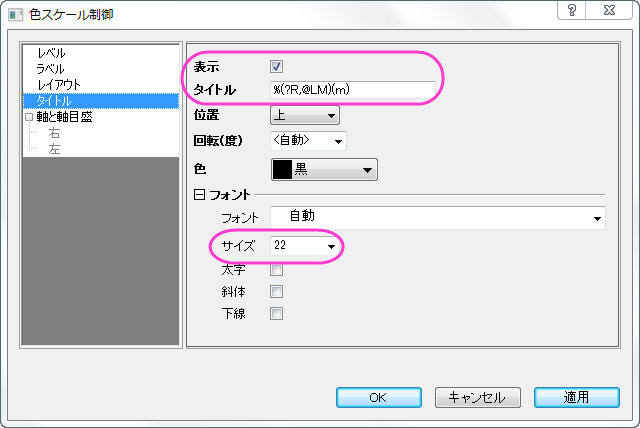 色スケール制御
レベル
ラベル
レイアウト
タイトル
軸と軸目盛
右
左
表示
タイトル %(?R,@LM)(m)
位置 上
回転(度) <自動>
色 黒
フォント
フォント 自動
サイズ 22
太字
斜体
下線
OK キャンセル 適用